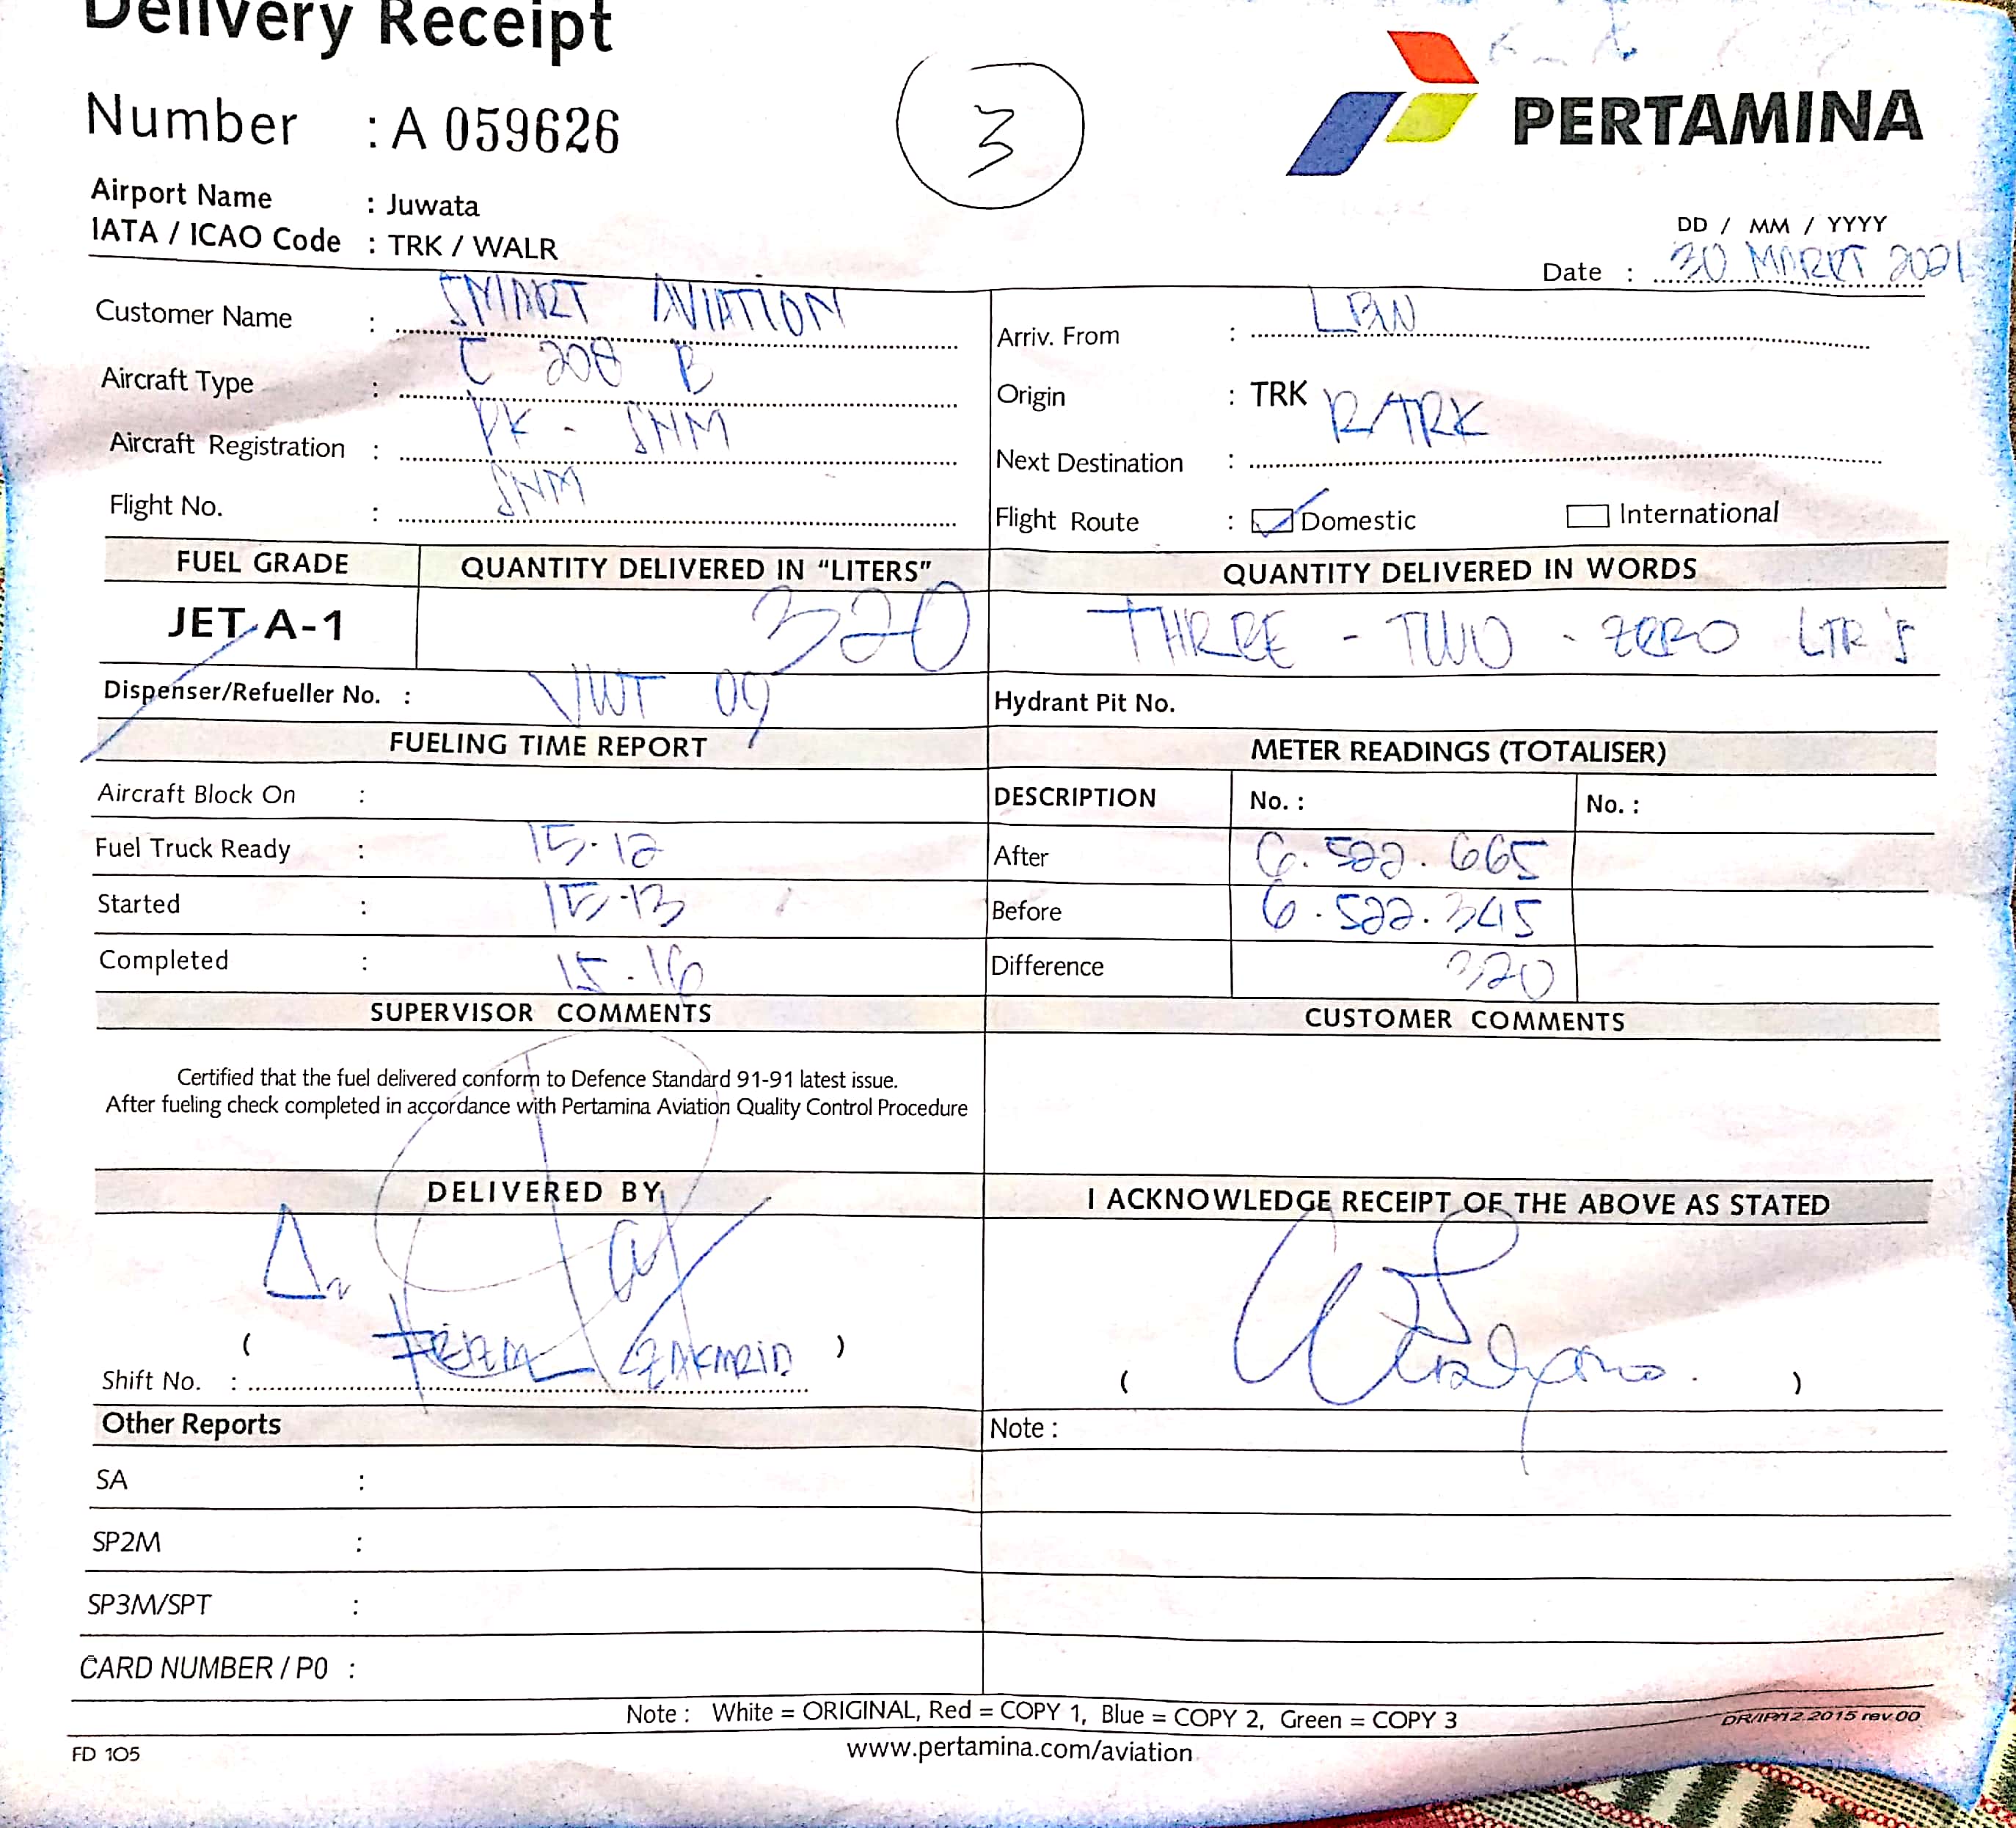 Delivery Receipt
3
PERTAMINA
Number : A 059626
Airport Name : Juwata
IATA / ICAO Code : TRK / WALR
DD / MM / YYYY
Date : 30 MARET 2021
Customer Name : SMART AVIATION
Arriv. From : LBW
Aircraft Type : C 208 B
Origin : TRK R/TRK
Aircraft Registration : PK - SNM
Next Destination :
Flight No. : SNM
Flight Route : Domestic International
FUEL GRADE QUANTITY DELIVERED IN "LITERS" QUANTITY DELIVERED IN WORDS
JET A-1 320 THREE - TWO - ZERO LTR'S
Dispenser/Refueller No. : VWT 09 Hydrant Pit No.
FUELING TIME REPORT METER READINGS (TOTALISER)
Aircraft Block On : DESCRIPTION No. : No. :
Fuel Truck Ready : 15.12 After 6.522.665
Started : 15.13 Before 6.522.345
Completed : 15.16 Difference 320
SUPERVISOR COMMENTS CUSTOMER COMMENTS
Certified that the fuel delivered conform to Defence Standard 91-91 latest issue.
After fueling check completed in accordance with Pertamina Aviation Quality Control Procedure
DELIVERED BY I ACKNOWLEDGE RECEIPT OF THE ABOVE AS STATED
( )
Shift No. : ( )
Other Reports Note :
SA :
SP2M :
SP3M/SPT :
CARD NUMBER / PO :
Note : White = ORIGINAL, Red = COPY 1, Blue = COPY 2, Green = COPY 3
DR/IP/12.2015 rev.00
FD 105
www.pertamina.com/aviation